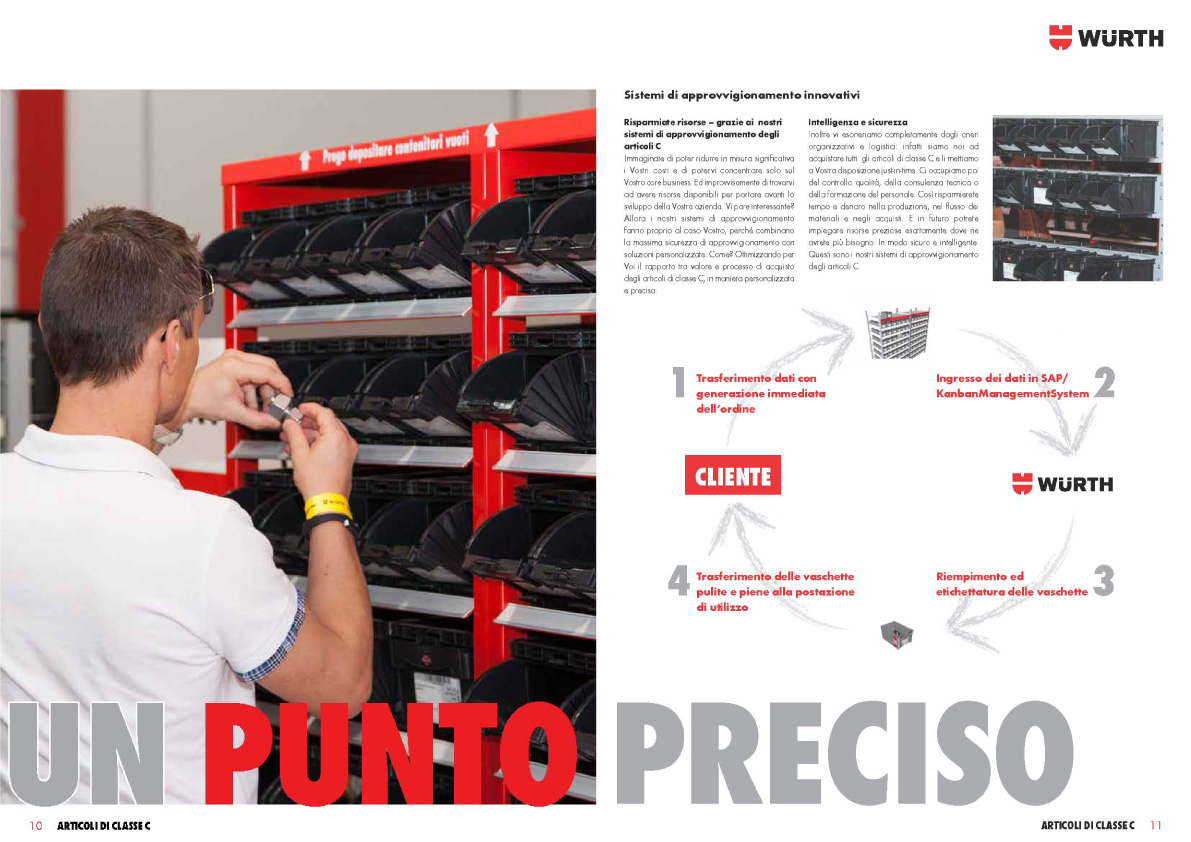 WÜRTH
Prego depositare contenitori vuoti
WÜRTH
Sistemi di approvvigionamento innovativi
Risparmiate risorse – grazie ai nostri
sistemi di approvvigionamento degli
articoli C
Immaginate di poter ridurre in misura significativa
i Vostri costi e di potervi concentrare solo sul
Vostro core business. Ed improvvisamente di trovarvi
ad avere risorse disponibili per portare avanti lo
sviluppo della Vostra azienda. Vi pare interessante?
Allora i nostri sistemi di approvvigionamento
fanno proprio al caso Vostro, perché combinano
la massima sicurezza di approvvigionamento con
soluzioni personalizzate. Come? Ottimizzando per
Voi il rapporto tra valore e processo di acquisto
degli articoli di classe C, in maniera personalizzata
e precisa.
Intelligenza e sicurezza
Inoltre vi esoneriamo completamente dagli oneri
organizzativi e logistici: infatti siamo noi ad
acquistare tutti gli articoli di classe C e li mettiamo
a Vostra disposizione just-in-time. Ci occupiamo poi
del controllo qualità, della consulenza tecnica o
della formazione del personale. Così risparmierete
tempo e denaro nella produzione, nel flusso dei
materiali e negli acquisti. E in futuro potrete
impiegare risorse preziose esattamente dove ne
avrete più bisogno. In modo sicuro e intelligente.
Questi sono i nostri sistemi di approvvigionamento
degli articoli C.
1 Trasferimento dati con
generazione immediata
dell'ordine
Ingresso dei dati in SAP/ 2
KanbanManagementSystem
CLIENTE
WÜRTH
4 Trasferimento delle vaschette
pulite e piene alla postazione
di utilizzo
Riempimento ed 3
etichettatura delle vaschette
UN PUNTO PRECISO
10 ARTICOLI DI CLASSE C
ARTICOLI DI CLASSE C 11